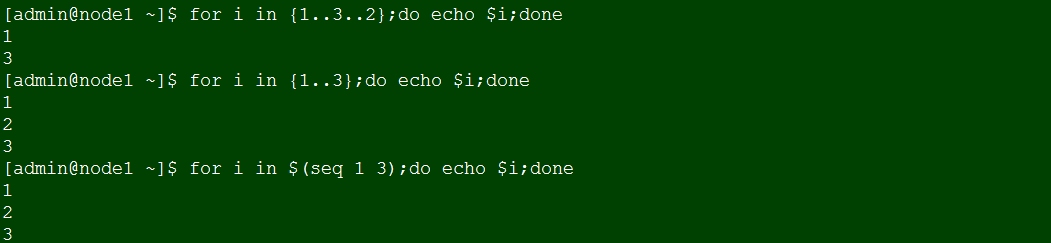 [admin@node1 ~]$ for i in {1..3..2};do echo $i;done
1
3
[admin@node1 ~]$ for i in {1..3};do echo $i;done
1
2
3
[admin@node1 ~]$ for i in $(seq 1 3);do echo $i;done
1
2
3